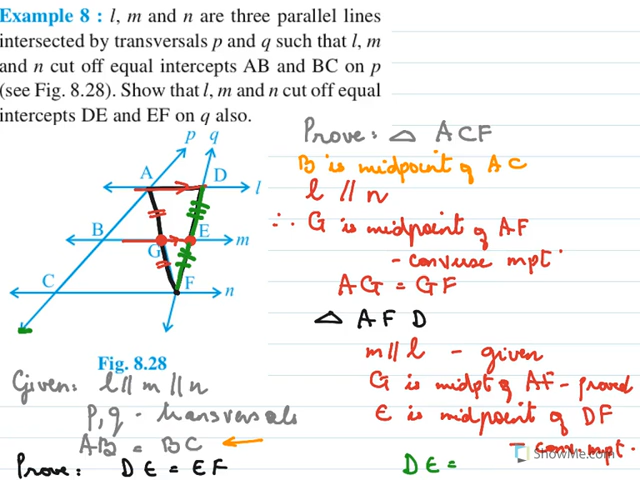 Example 8 : l, m and n are three parallel lines
intersected by transversals p and q such that l, m
and n cut off equal intercepts AB and BC on p
(see Fig. 8.28). Show that l, m and n cut off equal
intercepts DE and EF on q also.
p q
A D l
B E m
G
C F n
Fig. 8.28
Given: l || m || n
P, q - transversals
AB = BC
Prove: DE = EF
Prove: △ ACF
B is midpoint of AC
l // n
∴ G is midpoint of AF
- convuse mpt
AG = GF
△ AFD
m // l - given
G is midpt of AF - proved
E is midpoint of DF
- conv mpt.
DE =
ShowMe.com